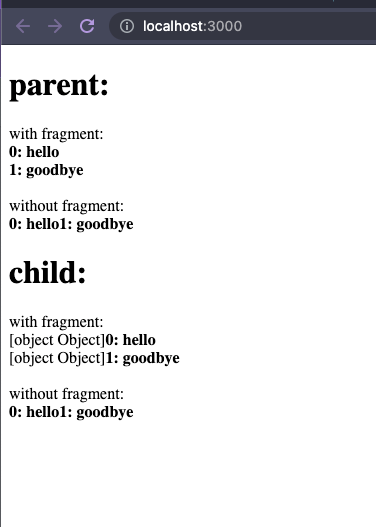 localhost:3000
parent:
with fragment:
0: hello
1: goodbye
without fragment:
0: hello1: goodbye
child:
with fragment:
[object Object]0: hello
[object Object]1: goodbye
without fragment:
0: hello1: goodbye